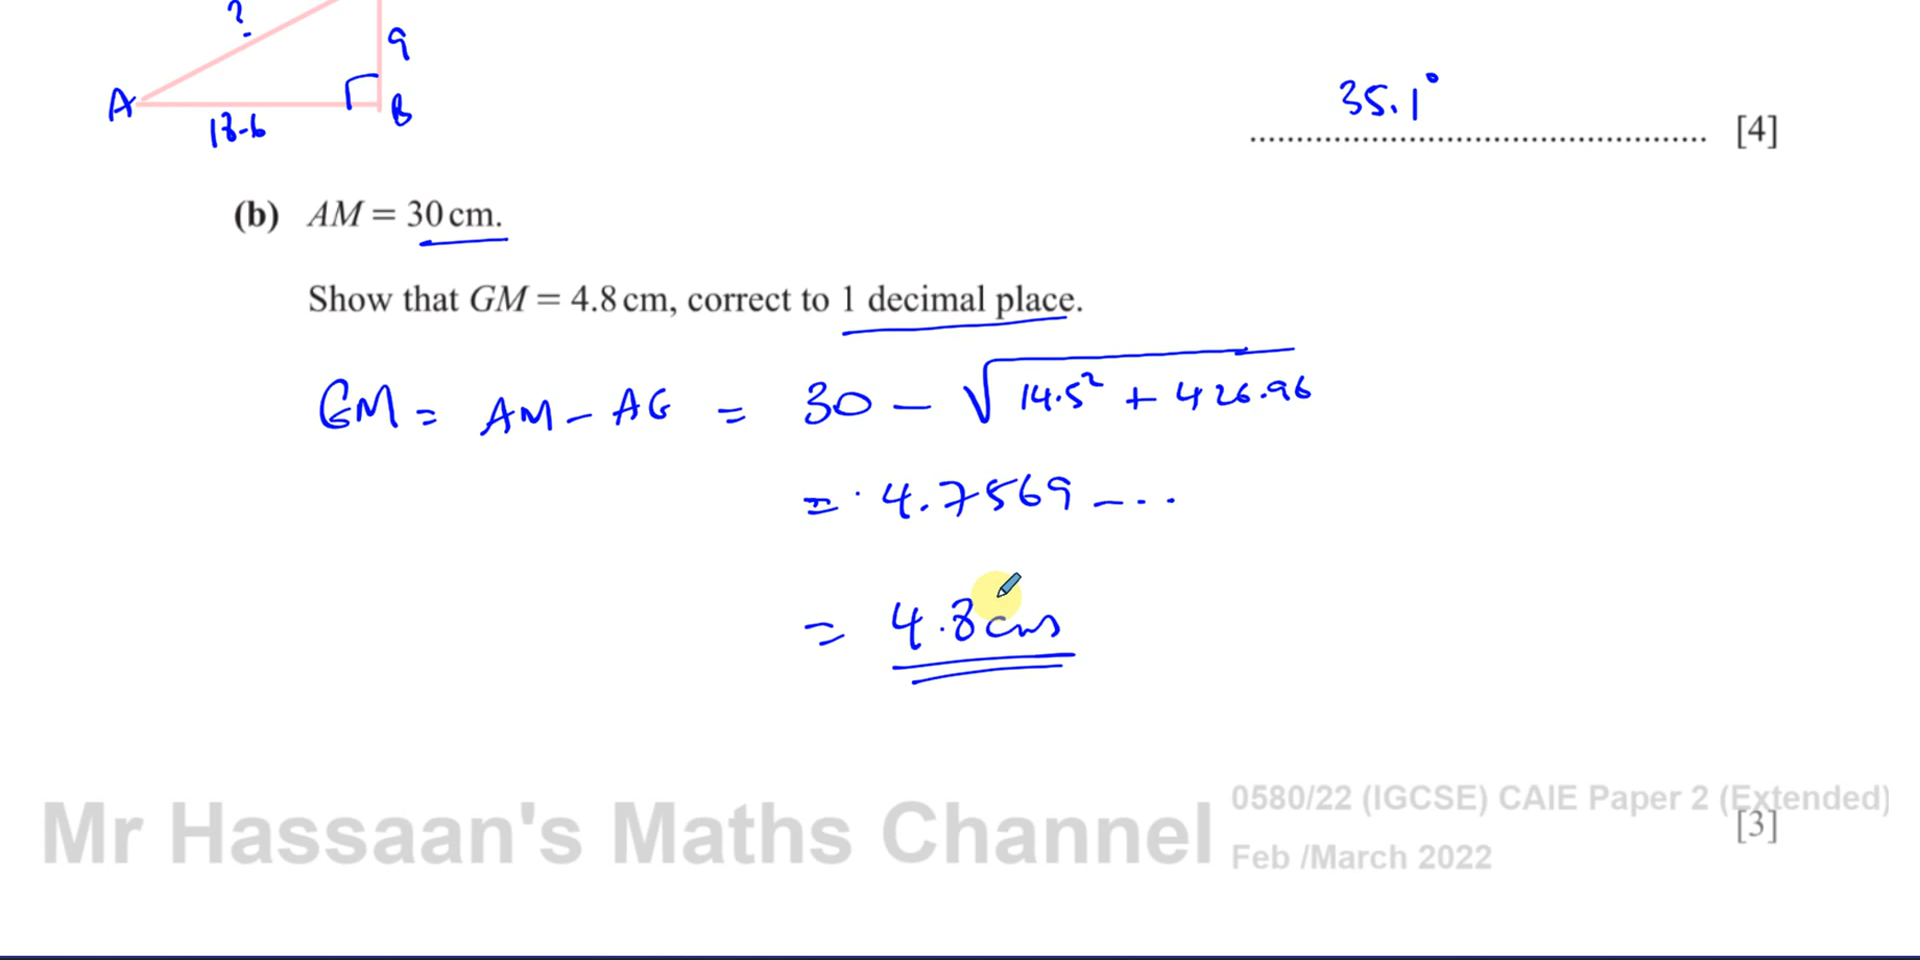 ?
9
A
18.6
B
35.1°
[4]
(b) AM = 30 cm.
Show that GM = 4.8 cm, correct to 1 decimal place.
GM = AM - AG = 30 - √14.5² + 426.96
= 4.7569 ---
= 4.8cms
Mr Hassaan's Maths Channel
0580/22 (IGCSE) CAIE Paper 2 (Extended)
[3]
Feb /March 2022